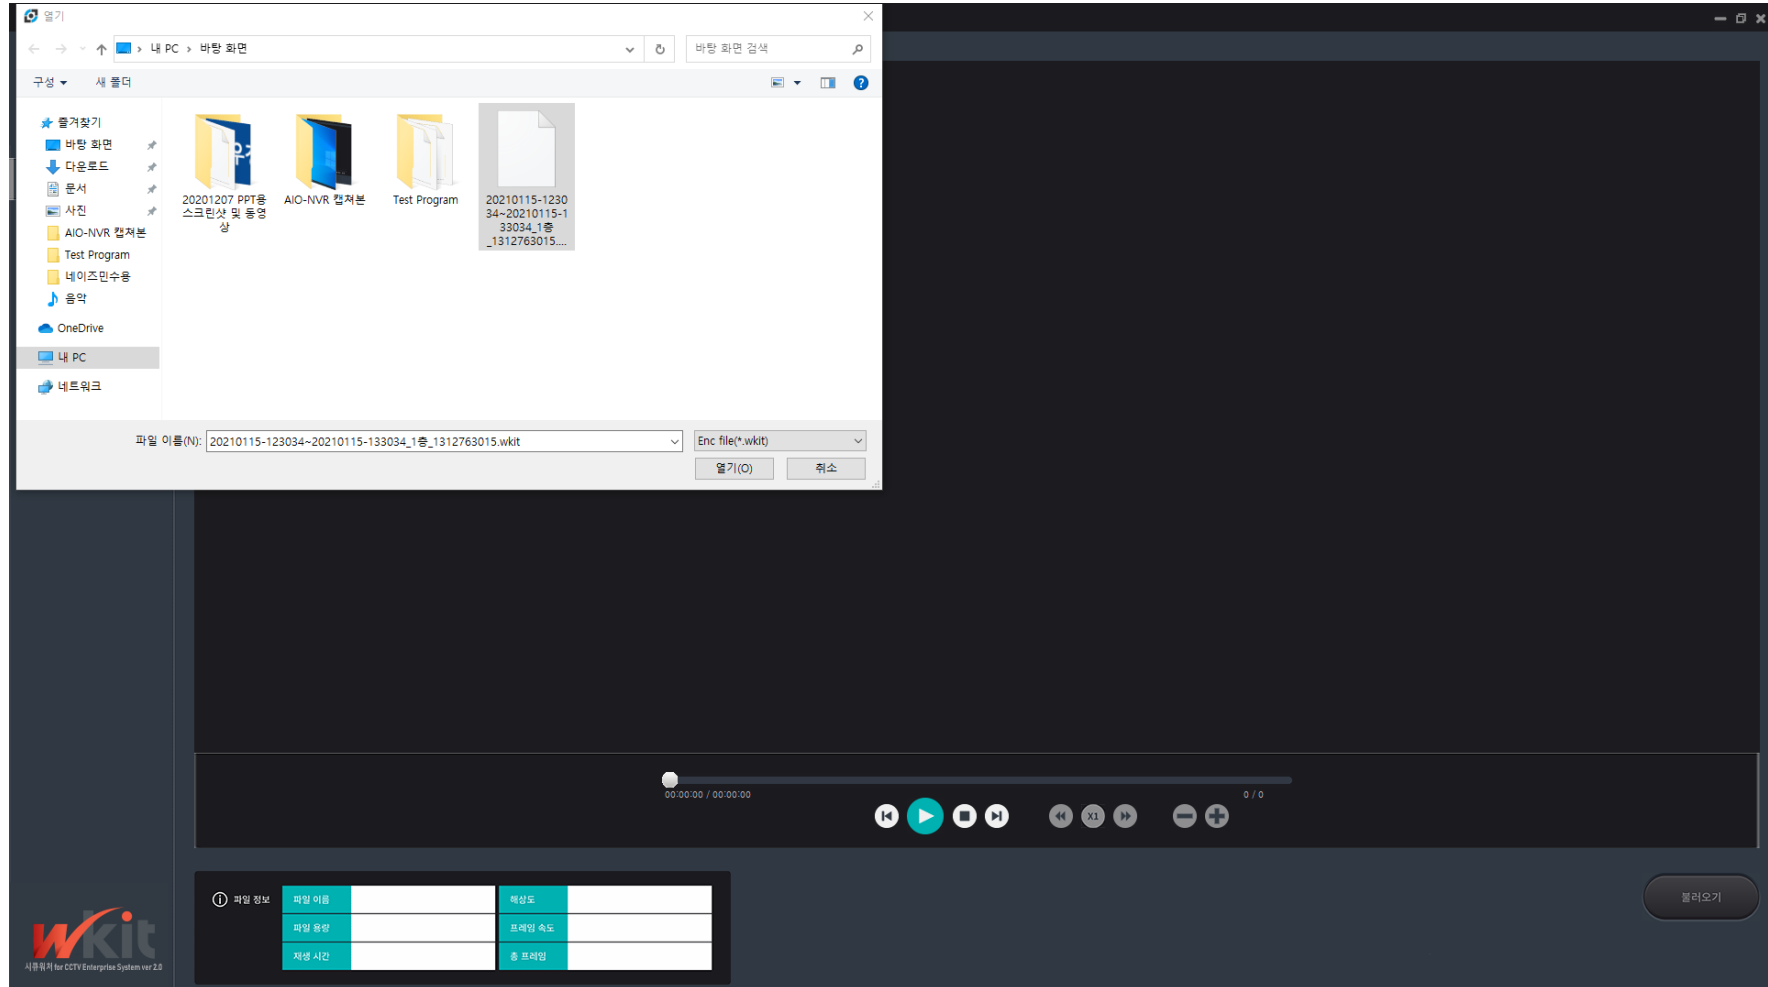 열기
내 PC
바탕 화면
바탕 화면 검색
구성
새 폴더
즐겨찾기
바탕 화면
다운로드
문서
사진
AIO-NVR 캡쳐본
Test Program
네이즈민수용
음악
OneDrive
내 PC
네트워크
20201207 PPT용
스크린샷 및 동영
상
AIO-NVR 캡쳐본
Test Program
20210115-1230
34~20210115-1
33034_1층
_1312763015....
파일 이름(N):
20210115-123034~20210115-133034_1층_1312763015.wkit
Enc file(*.wkit)
열기(O)
취소
00:00:00 / 00:00:00
0 / 0
X1
파일 정보
파일 이름
해상도
파일 용량
프레임 속도
재생 시간
총 프레임
불러오기
wkit
시큐워처 for CCTV Enterprise System ver 2.0